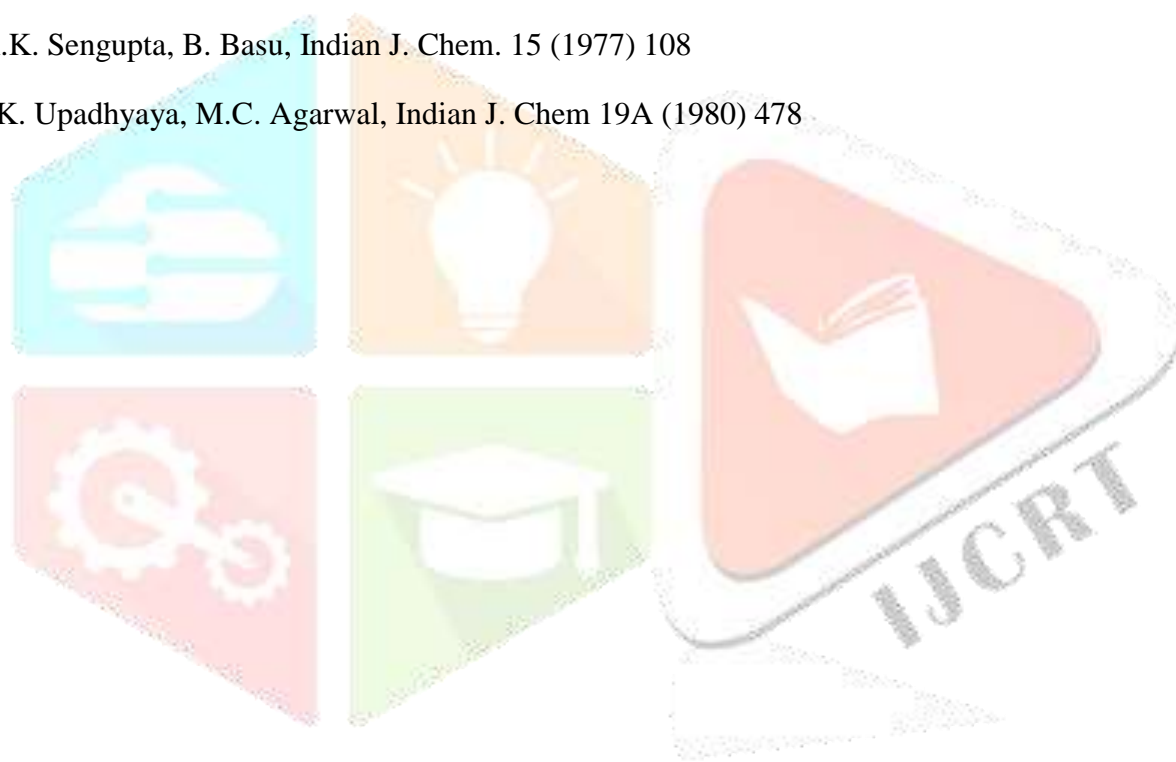 .K. Sengupta, B. Basu, Indian J. Chem. 15 (1977) 108
K. Upadhyaya, M.C. Agarwal, Indian J. Chem 19A (1980) 478
IJCRT